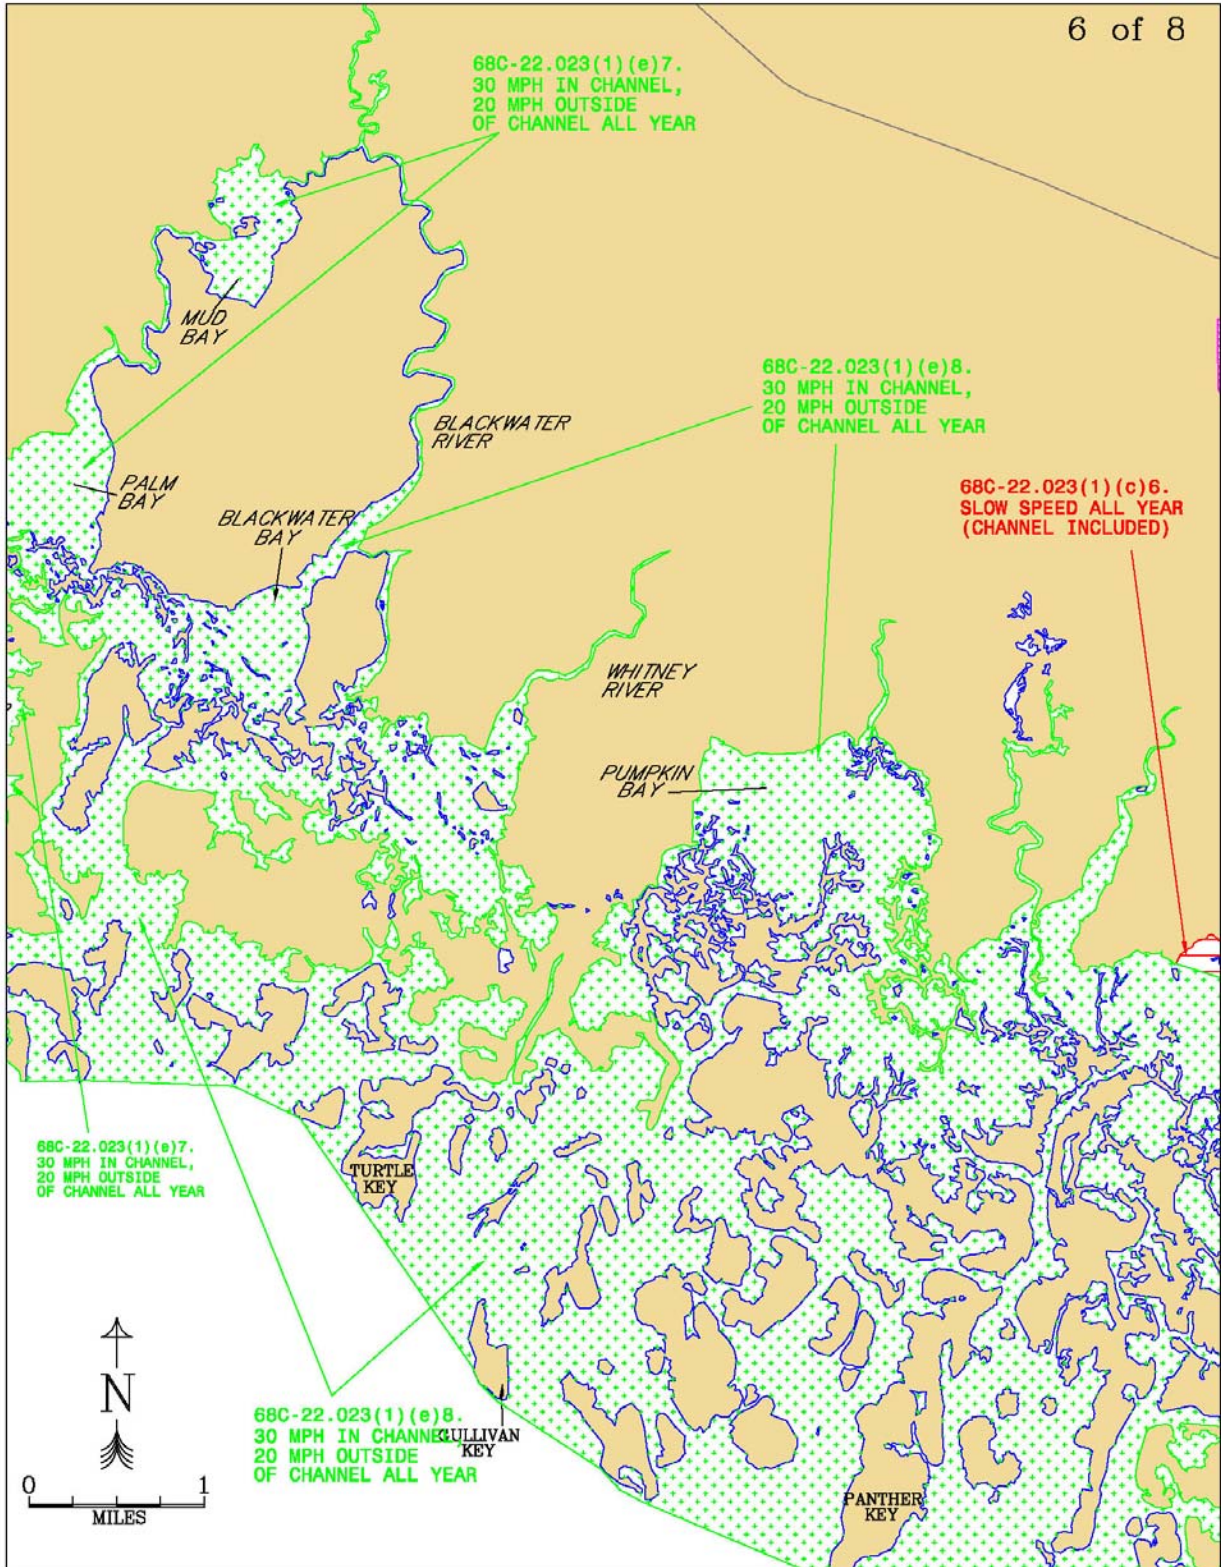 6 of 8
68C-22.023(1)(e)7.
30 MPH IN CHANNEL,
20 MPH OUTSIDE
OF CHANNEL ALL YEAR
MUD
BAY
68C-22.023(1)(e)8.
30 MPH IN CHANNEL,
20 MPH OUTSIDE
OF CHANNEL ALL YEAR
BLACKWATER
RIVER
PALM
BAY
BLACKWATER
BAY
68C-22.023(1)(c)6.
SLOW SPEED ALL YEAR
(CHANNEL INCLUDED)
WHITNEY
RIVER
PUMPKIN
BAY
68C-22.023(1)(e)7.
30 MPH IN CHANNEL,
20 MPH OUTSIDE
OF CHANNEL ALL YEAR
TURTLE
KEY
N
0 1
MILES
68C-22.023(1)(e)8.
30 MPH IN CHANNEL,
20 MPH OUTSIDE
OF CHANNEL ALL YEAR
GULLIVAN
KEY
PANTHER
KEY